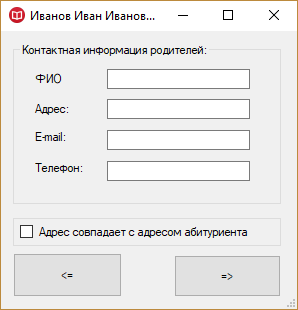 Иванов Иван Иванов...
Контактная информация родителей:
ФИО
Адрес:
E-mail:
Телефон:
Адрес совпадает с адресом абитуриента
<=
=>